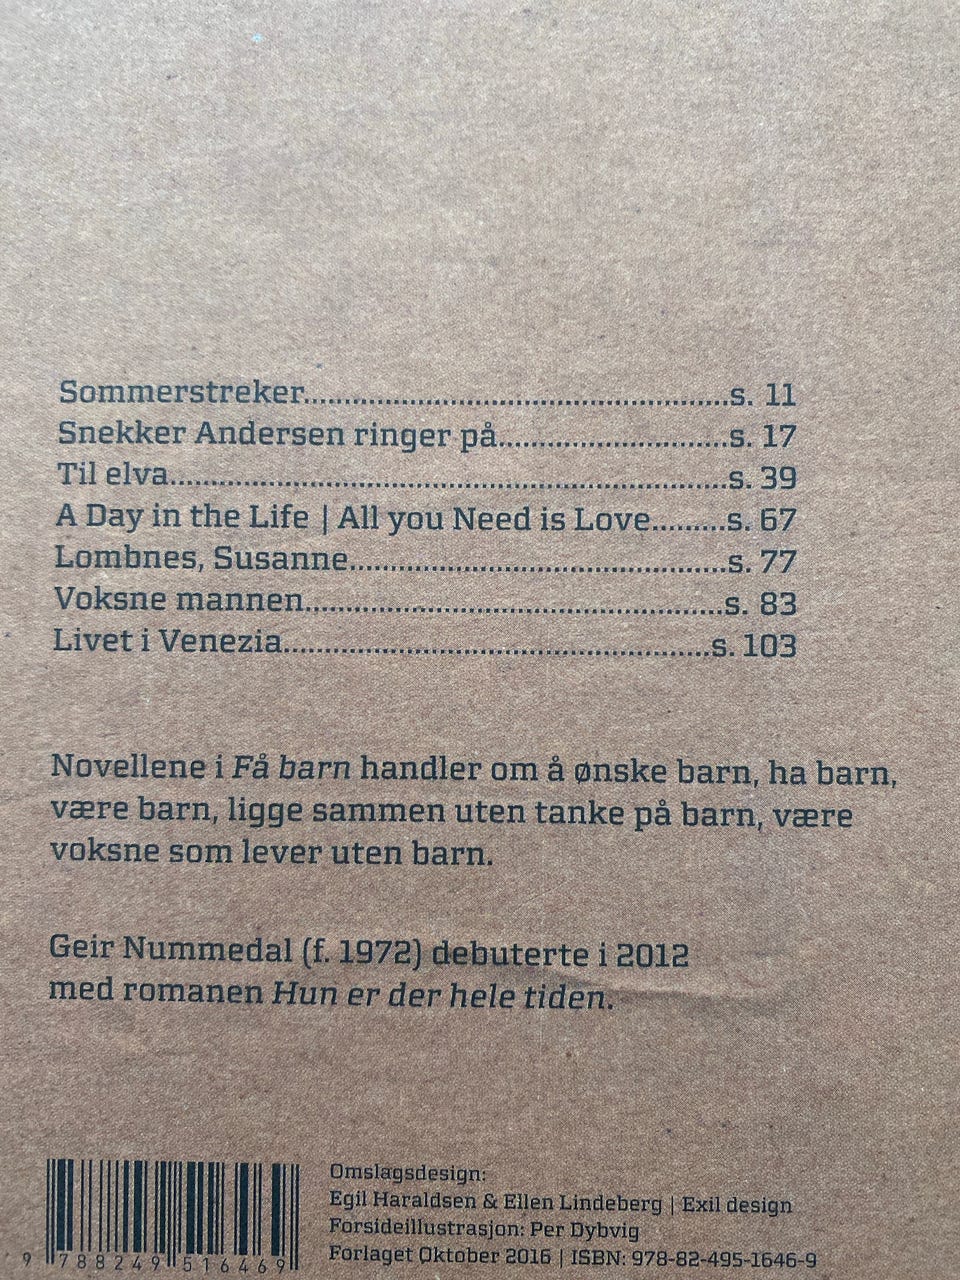 Sommerstreker....................................................s. 11
Snekker Andersen ringer på............................s. 17
Til elva....................................................................s. 39
A Day in the Life | All you Need is Love.........s. 67
Lombnes, Susanne..............................................s. 77
Voksne mannen...................................................s. 83
Livet i Venezia....................................................s. 103
Novellene i Få barn handler om å ønske barn, ha barn,
være barn, ligge sammen uten tanke på barn, være
voksne som lever uten barn.
Geir Nummedal (f. 1972) debuterte i 2012
med romanen Hun er der hele tiden.
Omslagsdesign:
Egil Haraldsen & Ellen Lindeberg | Exil design
Forsideillustrasjon: Per Dybvig
Forlaget Oktober 2016 | ISBN: 978-82-495-1646-9
9 788249 516469